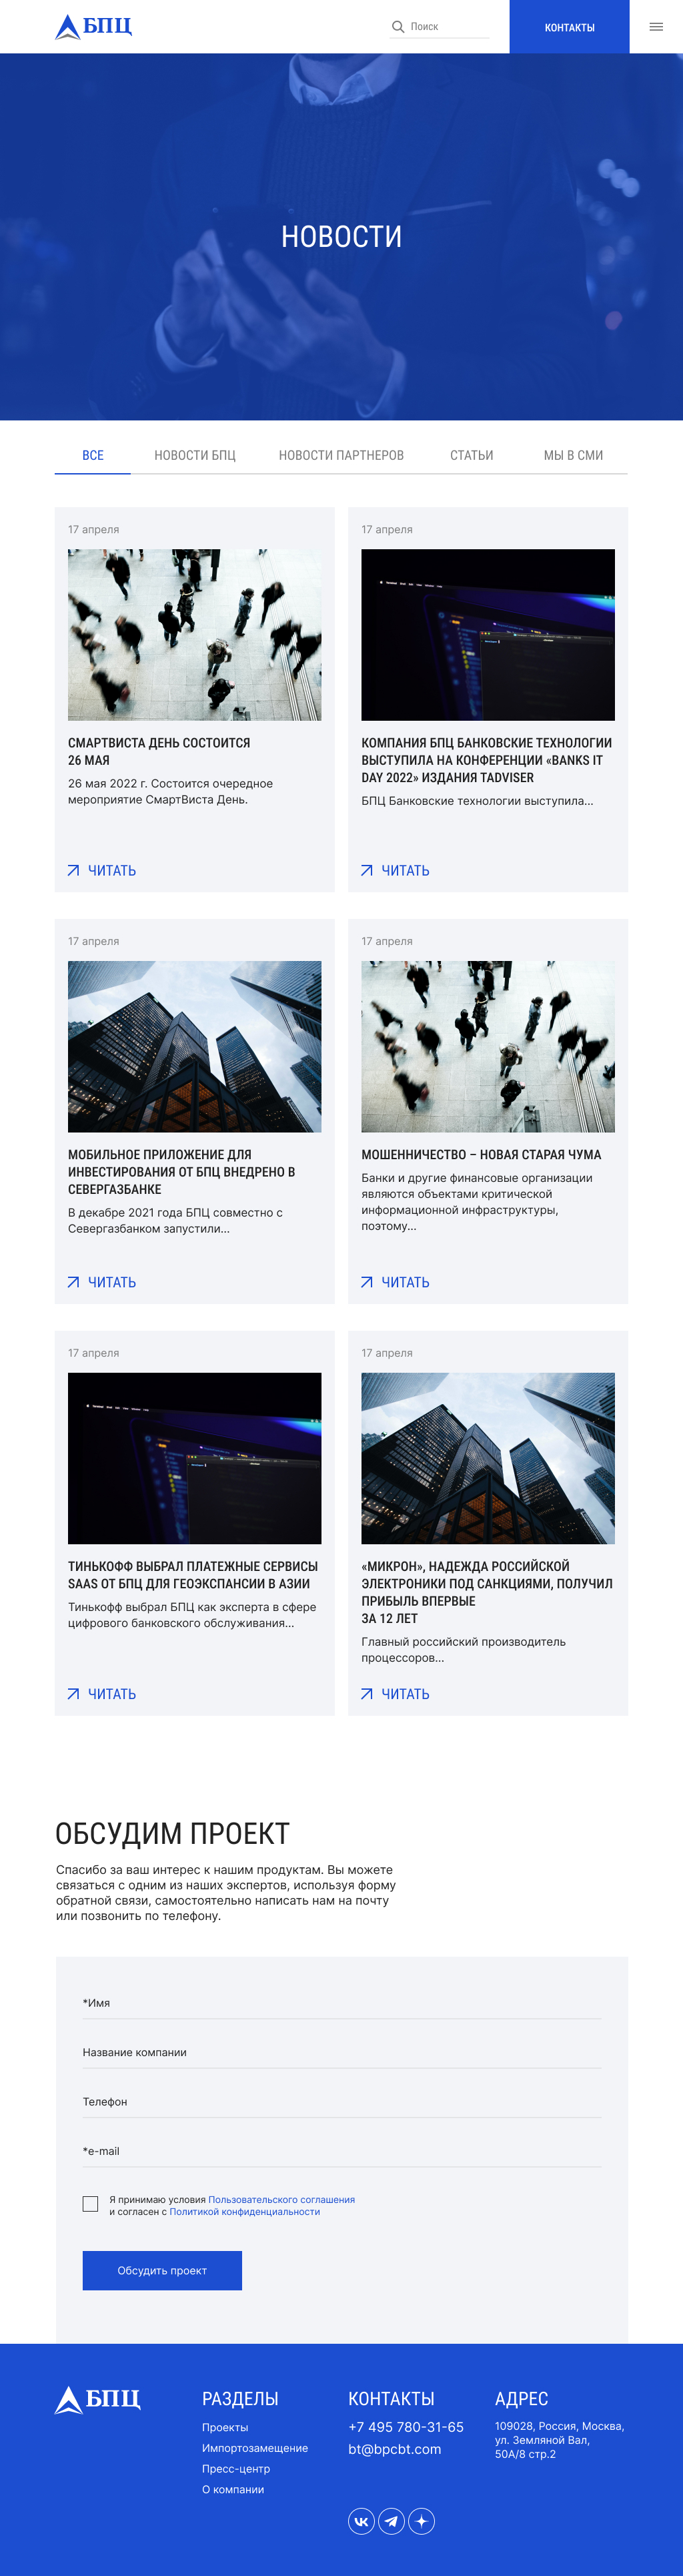 БПЦ
Поиск
КОНТАКТЫ
НОВОСТИ
ВСЕ
НОВОСТИ БПЦ
НОВОСТИ ПАРТНЕРОВ
СТАТЬИ
МЫ В СМИ
17 апреля
СМАРТВИСТА ДЕНЬ СОСТОИТСЯ
26 МАЯ
26 мая 2022 г. Состоится очередное
мероприятие СмартВиста День.
ЧИТАТЬ
17 апреля
КОМПАНИЯ БПЦ БАНКОВСКИЕ ТЕХНОЛОГИИ
ВЫСТУПИЛА НА КОНФЕРЕНЦИИ «BANKS IT
DAY 2022» ИЗДАНИЯ TADVISER
БПЦ Банковские технологии выступила...
ЧИТАТЬ
17 апреля
МОБИЛЬНОЕ ПРИЛОЖЕНИЕ ДЛЯ
ИНВЕСТИРОВАНИЯ ОТ БПЦ ВНЕДРЕНО В
СЕВЕРГАЗБАНКЕ
В декабре 2021 года БПЦ совместно с
Севергазбанком запустили...
ЧИТАТЬ
17 апреля
МОШЕННИЧЕСТВО – НОВАЯ СТАРАЯ ЧУМА
Банки и другие финансовые организации
являются объектами критической
информационной инфраструктуры,
поэтому...
ЧИТАТЬ
17 апреля
ТИНЬКОФФ ВЫБРАЛ ПЛАТЕЖНЫЕ СЕРВИСЫ
SAAS ОТ БПЦ ДЛЯ ГЕОЭКСПАНСИИ В АЗИИ
Тинькофф выбрал БПЦ как эксперта в сфере
цифрового банковского обслуживания...
ЧИТАТЬ
17 апреля
«МИКРОН», НАДЕЖДА РОССИЙСКОЙ
ЭЛЕКТРОНИКИ ПОД САНКЦИЯМИ, ПОЛУЧИЛ
ПРИБЫЛЬ ВПЕРВЫЕ
ЗА 12 ЛЕТ
Главный российский производитель
процессоров...
ЧИТАТЬ
ОБСУДИМ ПРОЕКТ
Спасибо за ваш интерес к нашим продуктам. Вы можете
связаться с одним из наших экспертов, используя форму
обратной связи, самостоятельно написать нам на почту
или позвонить по телефону.
*Имя
Название компании
Телефон
*e-mail
Я принимаю условия Пользовательского соглашения
и согласен с Политикой конфиденциальности
Обсудить проект
БПЦ
РАЗДЕЛЫ
Проекты
Импортозамещение
Пресс-центр
О компании
КОНТАКТЫ
+7 495 780-31-65
bt@bpcbt.com
АДРЕС
109028, Россия, Москва,
ул. Земляной Вал,
50А/8 стр.2